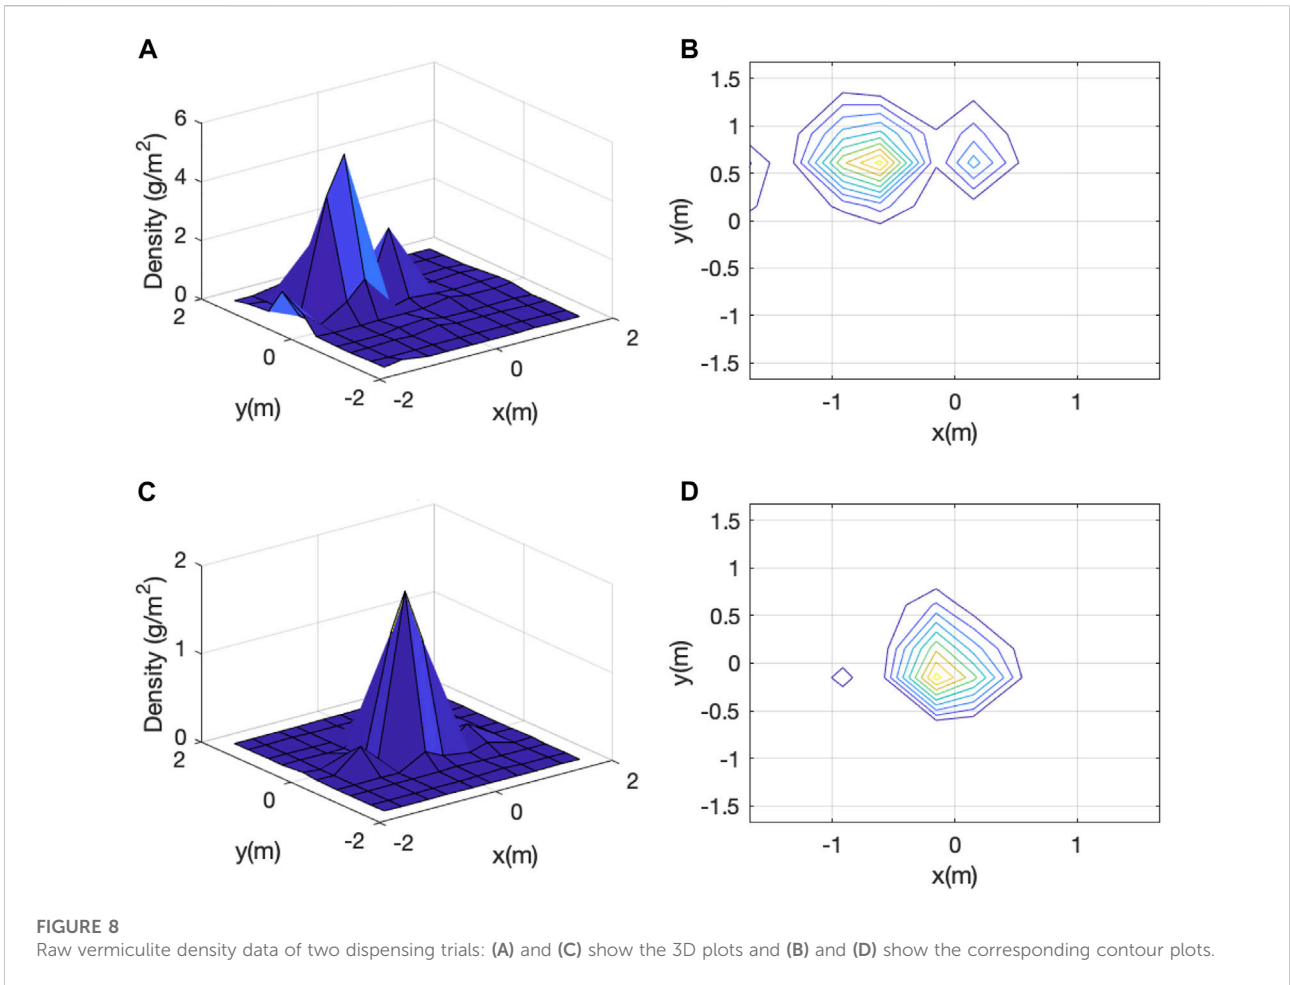 A
B
6
4
2
0
Density (g/m²)
2
0
-2
y(m)
-2
0
2
x(m)
1.5
1
0.5
0
-0.5
-1
-1.5
y(m)
-1
0
1
x(m)
C
D
2
1
0
Density (g/m²)
2
0
-2
y(m)
-2
0
2
x(m)
1.5
1
0.5
0
-0.5
-1
-1.5
y(m)
-1
0
1
x(m)
FIGURE 8
Raw vermiculite density data of two dispensing trials: (A) and (C) show the 3D plots and (B) and (D) show the corresponding contour plots.